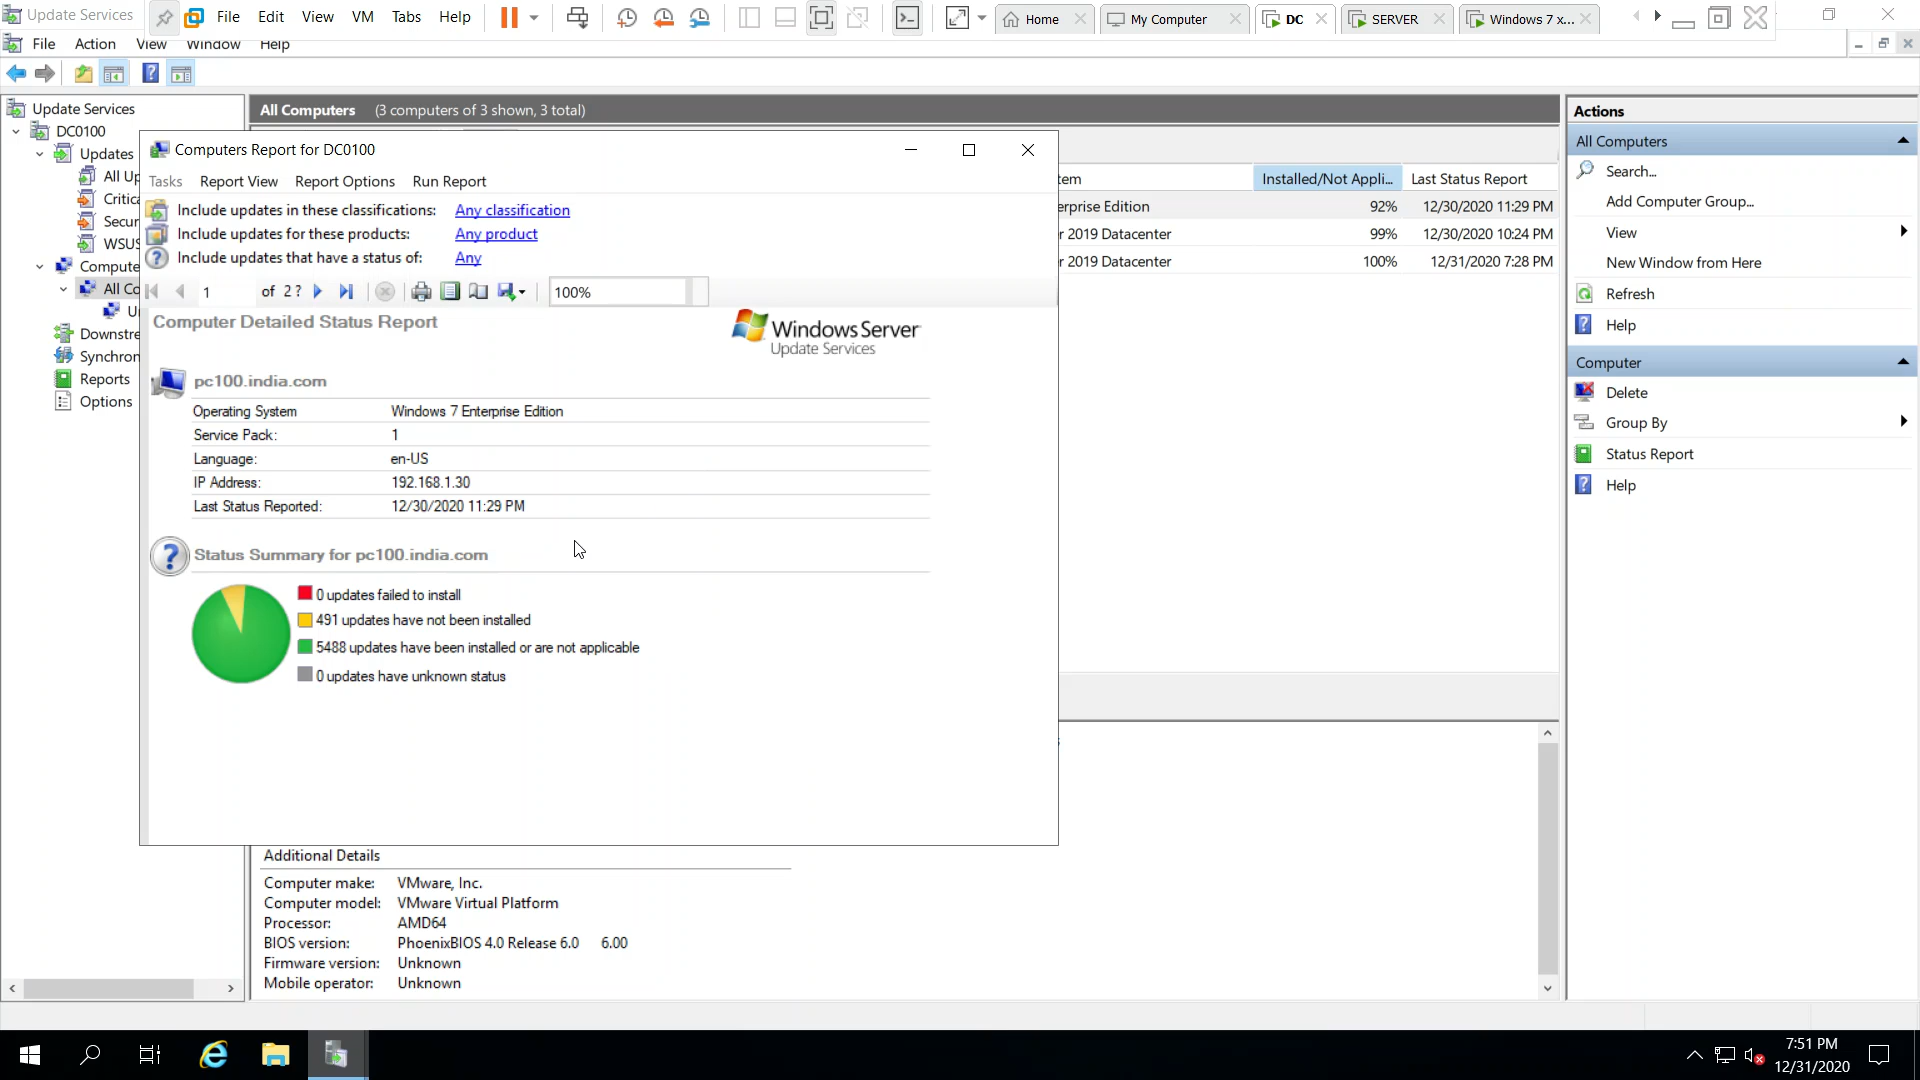 Update Services
File Edit View VM Tabs Help
Home
My Computer
DC
SERVER
Windows 7 x...
File Action View Window Help
Update Services
DC0100
Updates
All Up
Critica
Secur
WSUS
Compute
All Co
Ur
Downstre
Synchron
Reports
Options
All Computers (3 computers of 3 shown, 3 total)
tem Installed/Not Appli... Last Status Report
erprise Edition 92% 12/30/2020 11:29 PM
r 2019 Datacenter 99% 12/30/2020 10:24 PM
r 2019 Datacenter 100% 12/31/2020 7:28 PM
Computers Report for DC0100
Tasks Report View Report Options Run Report
Include updates in these classifications: Any classification
Include updates for these products: Any product
Include updates that have a status of: Any
1 of 2 ? 100%
Computer Detailed Status Report
Windows Server
Update Services
pc100.india.com
Operating System Windows 7 Enterprise Edition
Service Pack: 1
Language: en-US
IP Address: 192.168.1.30
Last Status Reported: 12/30/2020 11:29 PM
Status Summary for pc100.india.com
0 updates failed to install
491 updates have not been installed
5488 updates have been installed or are not applicable
0 updates have unknown status
Additional Details
Computer make: VMware, Inc.
Computer model: VMware Virtual Platform
Processor: AMD64
BIOS version: PhoenixBIOS 4.0 Release 6.0 6.00
Firmware version: Unknown
Mobile operator: Unknown
Actions
All Computers
Search...
Add Computer Group...
View
New Window from Here
Refresh
Help
Computer
Delete
Group By
Status Report
Help
7:51 PM
12/31/2020